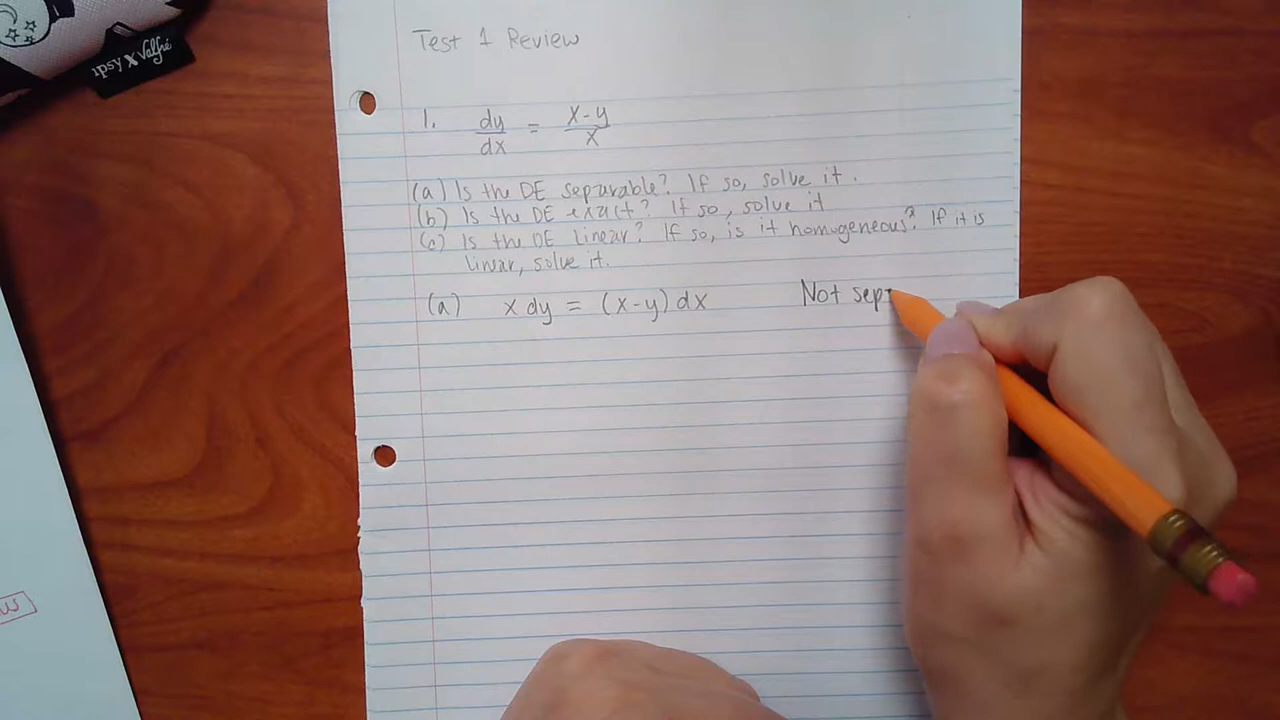 ipsy x Valfré
Test 1 Review
1. dy/dx = x-y/x
(a) Is the DE separable? If so, solve it.
(b) Is the DE exact? If so, solve it
(c) Is the DE linear? If so, is it homogeneous? If it is
linear, solve it.
(a) x dy = (x-y) dx Not sep